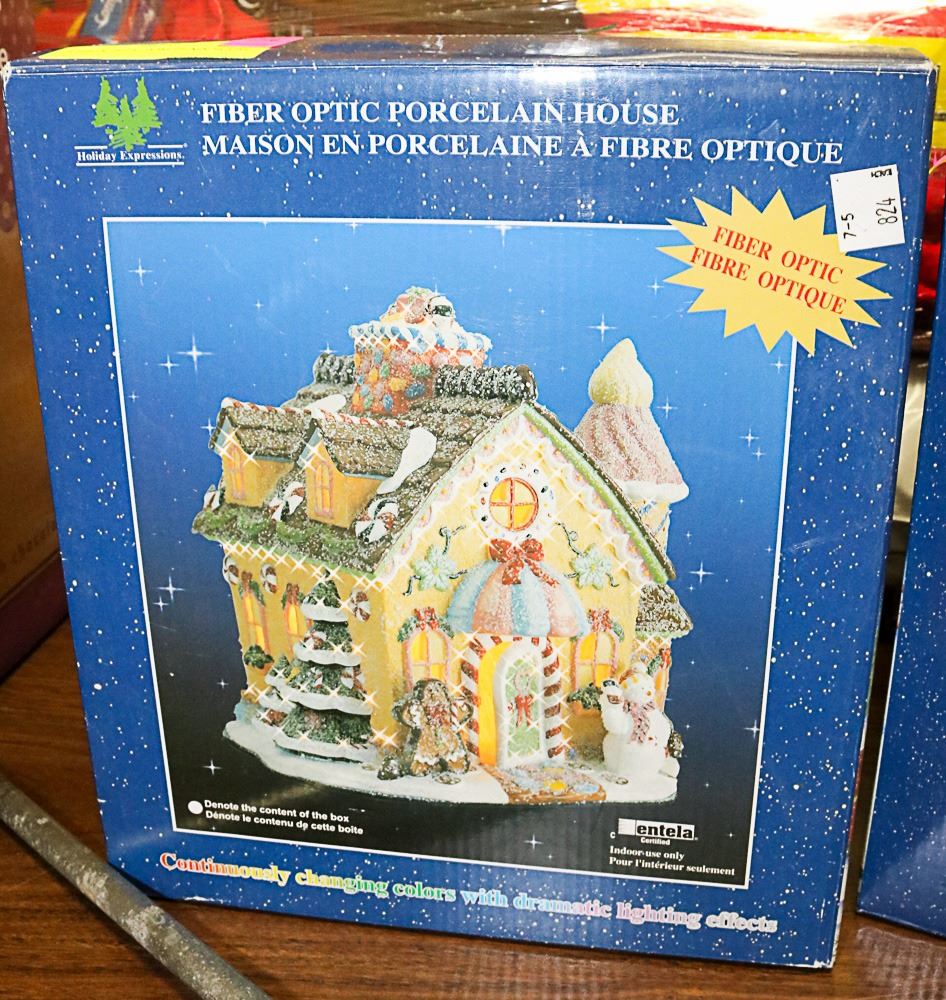 FIBER OPTIC PORCELAIN HOUSE
MAISON EN PORCELAINE À FIBRE OPTIQUE
Holiday Expressions
7-5
824
FIBER OPTIC
FIBRE OPTIQUE
Denote the content of the box
Dénote le contenu de cette boite
c entela
Certified
Indoor use only
Pour l'intérieur seulement
Continuously changing colors with dramatic lighting effects